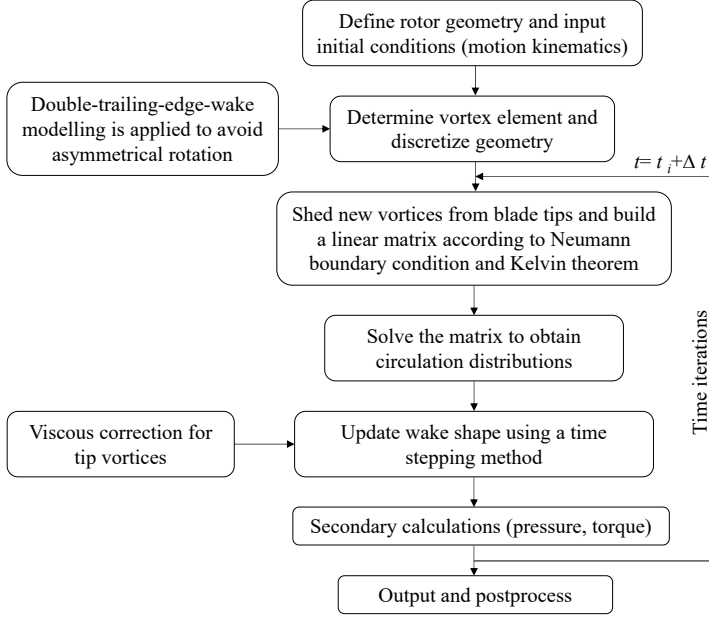 Define rotor geometry and input
initial conditions (motion kinematics)
Double-trailing-edge-wake
modelling is applied to avoid
asymmetrical rotation
Determine vortex element and
discretize geometry
t= t i+Δ t
Shed new vortices from blade tips and build
a linear matrix according to Neumann
boundary condition and Kelvin theorem
Solve the matrix to obtain
circulation distributions
Time iterations
Viscous correction for
tip vortices
Update wake shape using a time
stepping method
Secondary calculations (pressure, torque)
Output and postprocess